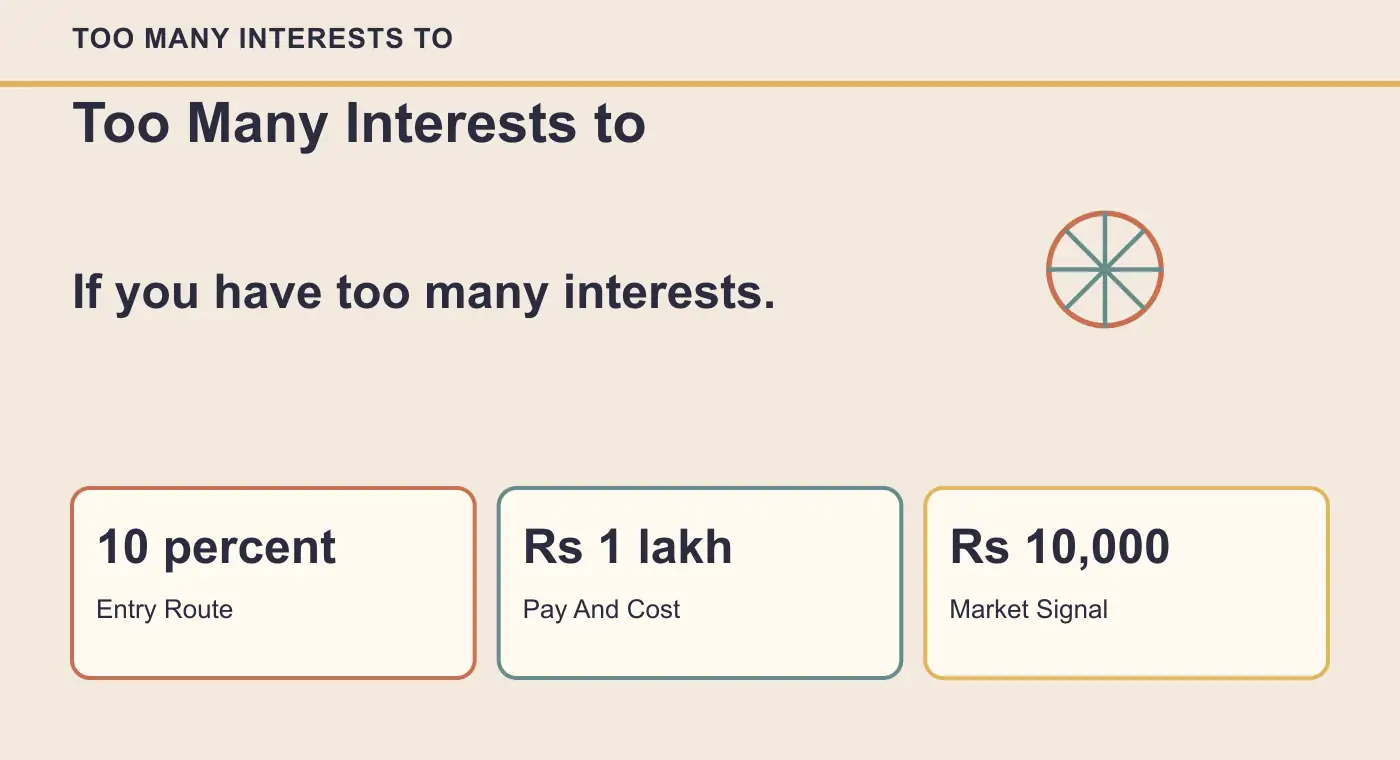 TOO MANY INTERESTS TO
Too Many Interests to
If you have too many interests.
10 percent
Entry Route
Rs 1 lakh
Pay And Cost
Rs 10,000
Market Signal